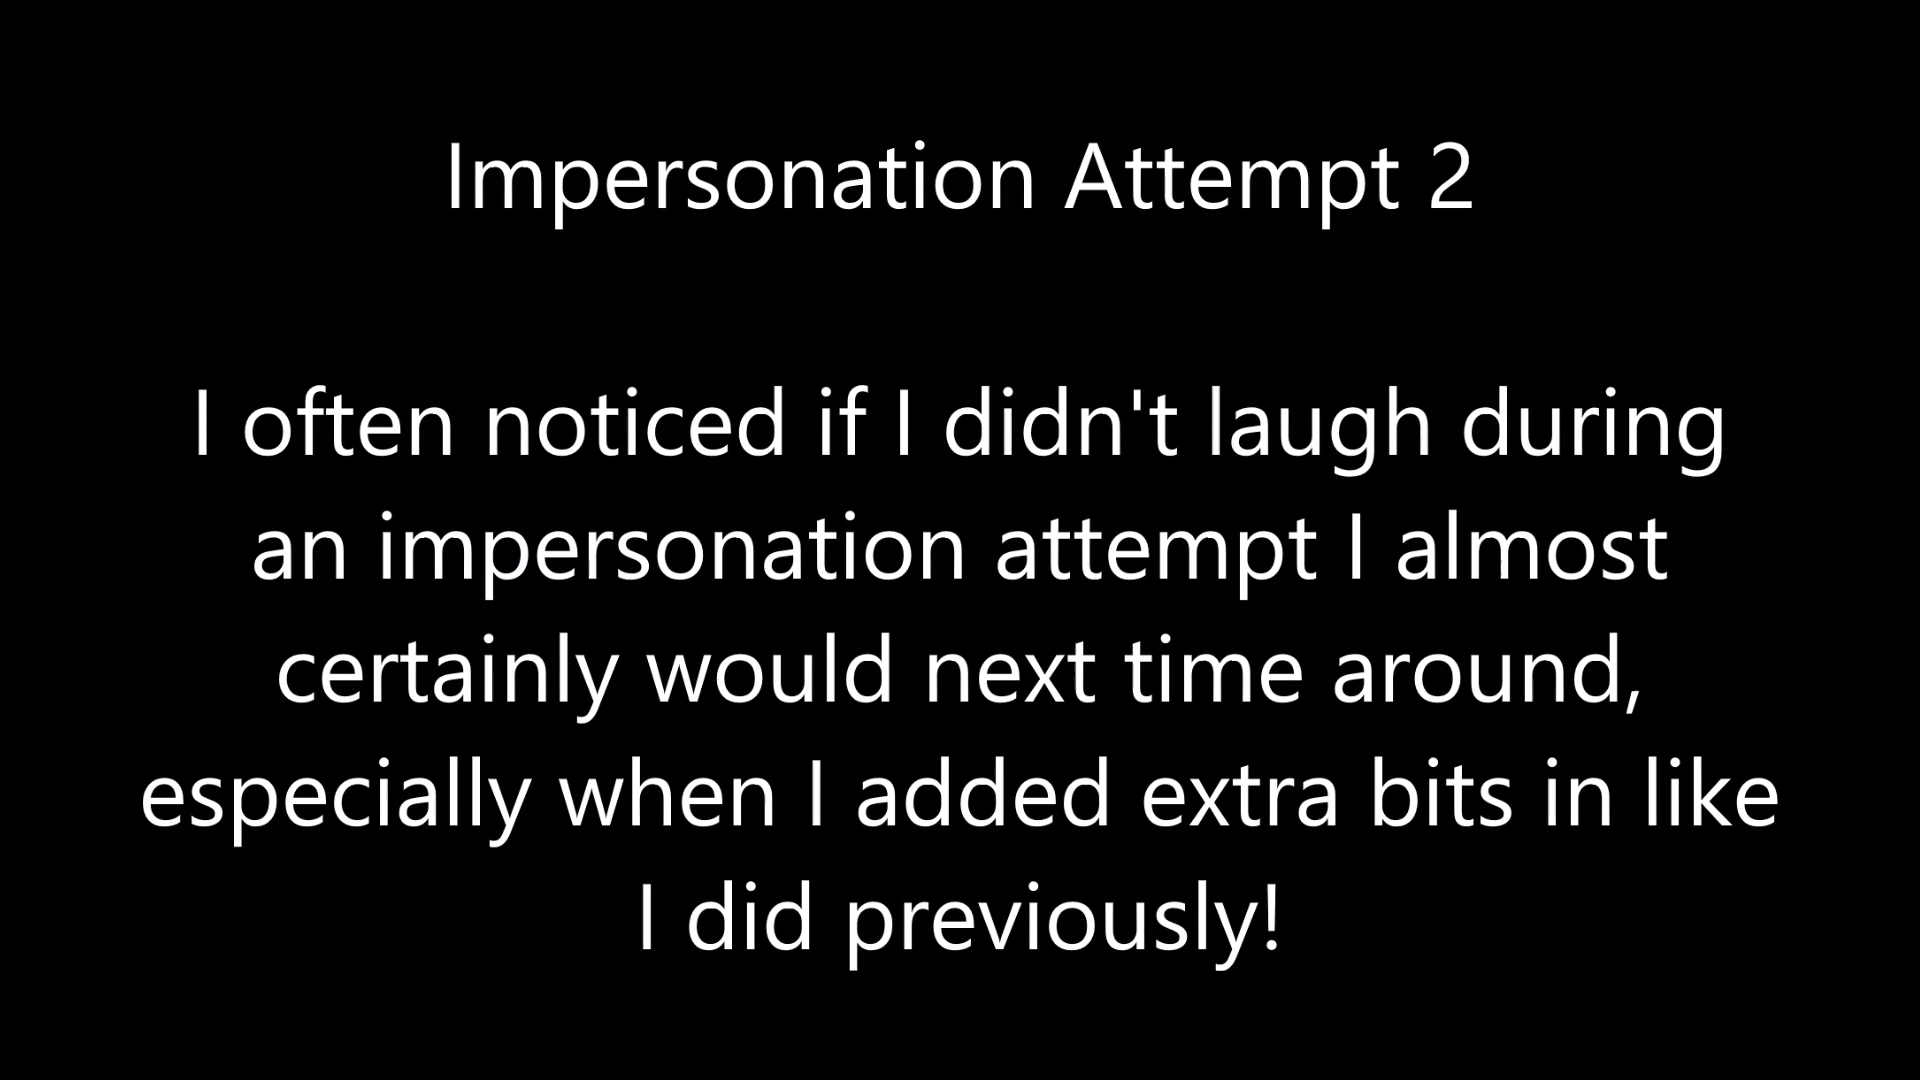 Impersonation Attempt 2
I often noticed if I didn't laugh during
an impersonation attempt I almost
certainly would next time around,
especially when I added extra bits in like
I did previously!